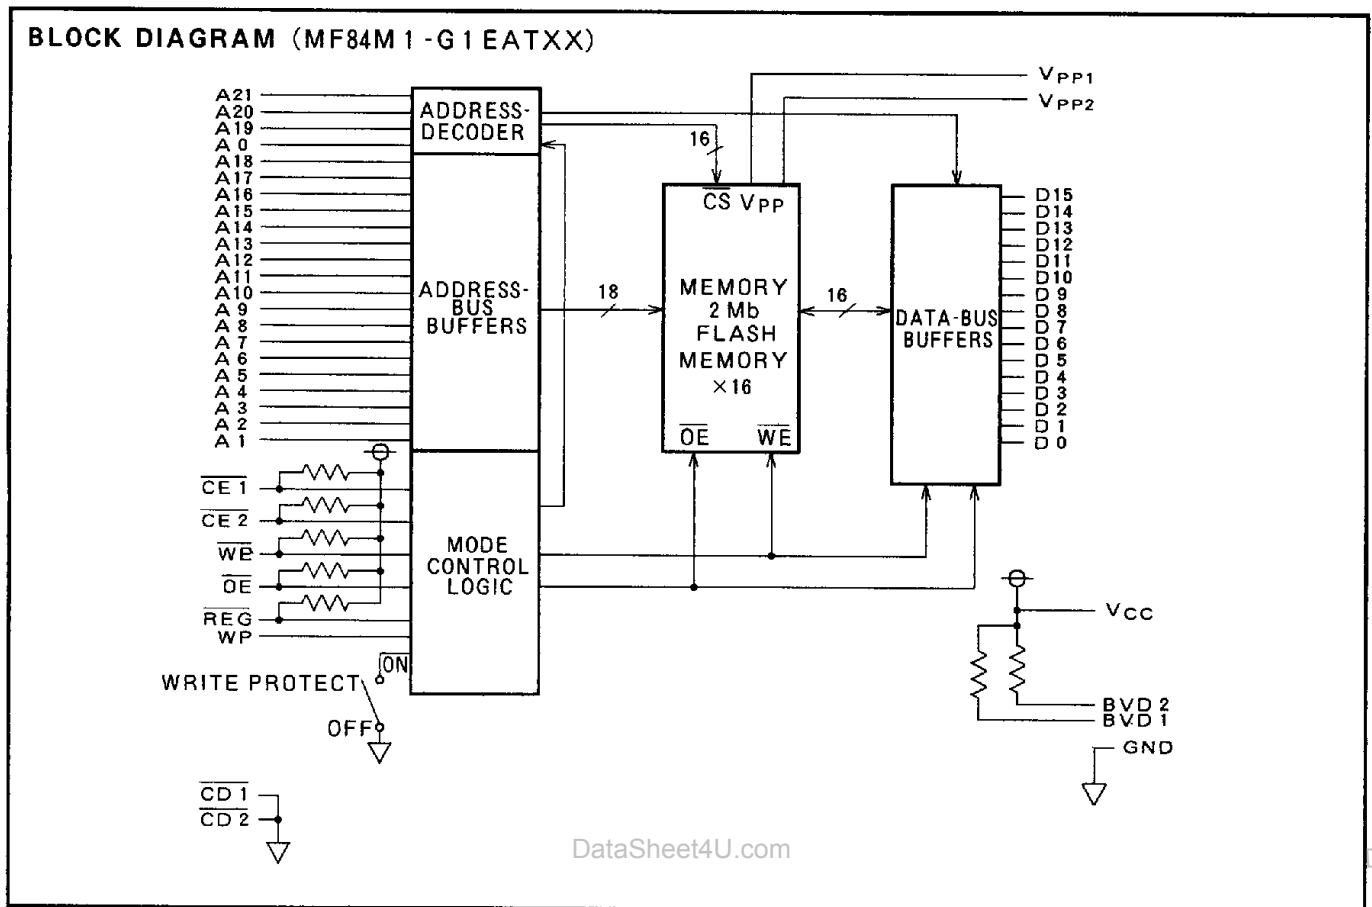 BLOCK DIAGRAM (MF84M1-G1EATXX)
VPP1
VPP2
A21
A20
A19
A0
A18
A17
A16
A15
A14
A13
A12
A11
A10
A9
A8
A7
A6
A5
A4
A3
A2
A1
CE1
CE2
WE
OE
REG
WP
ADDRESS-
DECODER
ADDRESS-
BUS
BUFFERS
MODE
CONTROL
LOGIC
ON
WRITE PROTECT
OFF
CD1
CD2
16
18
CS VPP
MEMORY
2Mb
FLASH
MEMORY
×16
OE WE
16
DATA-BUS
BUFFERS
D15
D14
D13
D12
D11
D10
D9
D8
D7
D6
D5
D4
D3
D2
D1
D0
VCC
BVD2
BVD1
GND
DataSheet4U.com